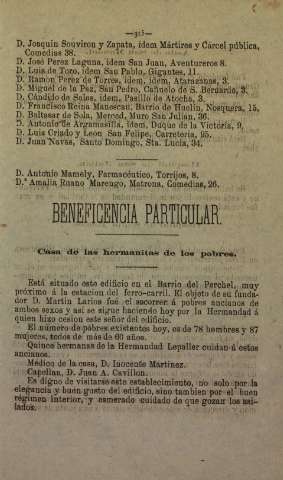 —313—
D. Joaquin Souviron y Zapata, idem Mártires y Cárcel pública,
Comedias 38.
D. José Perez Laguna, idem San Juan, Aventureros 8.
D. Luis de Toro, idem San Pablo, Gigantes, 11.
D. Ramon Perez de Torres, idem, idem, Atarazanas, 3.
D. Miguel de la Paz, San Pedro, Cañuelo de S. Bernardo, 3.
D. Cándido de Salas, idem, Pasillo de Atocha, 3.
D. Francisco Reina Manescau, Barrio de Huelin, Nosquera, 15.
D. Baltasar de Sola, Merced, Muro San Julian, 36.
D. Antonio de Argamasilla, idem, Duque de la Victoria, 9,
D. Luis Criado y Leon San Felipe, Carreteria, 95.
D. Juan Navas, Santo Domingo, Sta. Lucía, 34.
D. Antonio Mamely, Farmacéutico, Torrijos, 8.
D.ª Amalia Ruano Marengo, Matrona, Comedias, 26.
BENEFICENCIA PARTICULAR.
Casa de las hermanitas de los pobres.
Está situado este edificio en el Barrio del Perchel, muy
próximo á la estacion del ferro-carril. El objeto de su funda-
dor D. Martin Larios fué el socorrer á pobres ancianos de
ambos sexos y así se sigue haciendo hoy por la Hermandad á
quien hizo cesion este señor del edificio.
El número de pobres existentes hoy, es de 78 hombres y 87
mujeres, todos de más de 60 años.
Quince hermanas de la Hermandad Lepaller cuidan á estos
ancianos.
Médico de la casa, D. Inocente Martinez.
Capellan, D. Juan A. Cavillon.
Es digno de visitarse este establecimiento, no solo por la
elegancia y buen gusto del edificio, sino tambien por el buen
régimen interior, y esmerado cuidado de que gozan los asi-
lados.